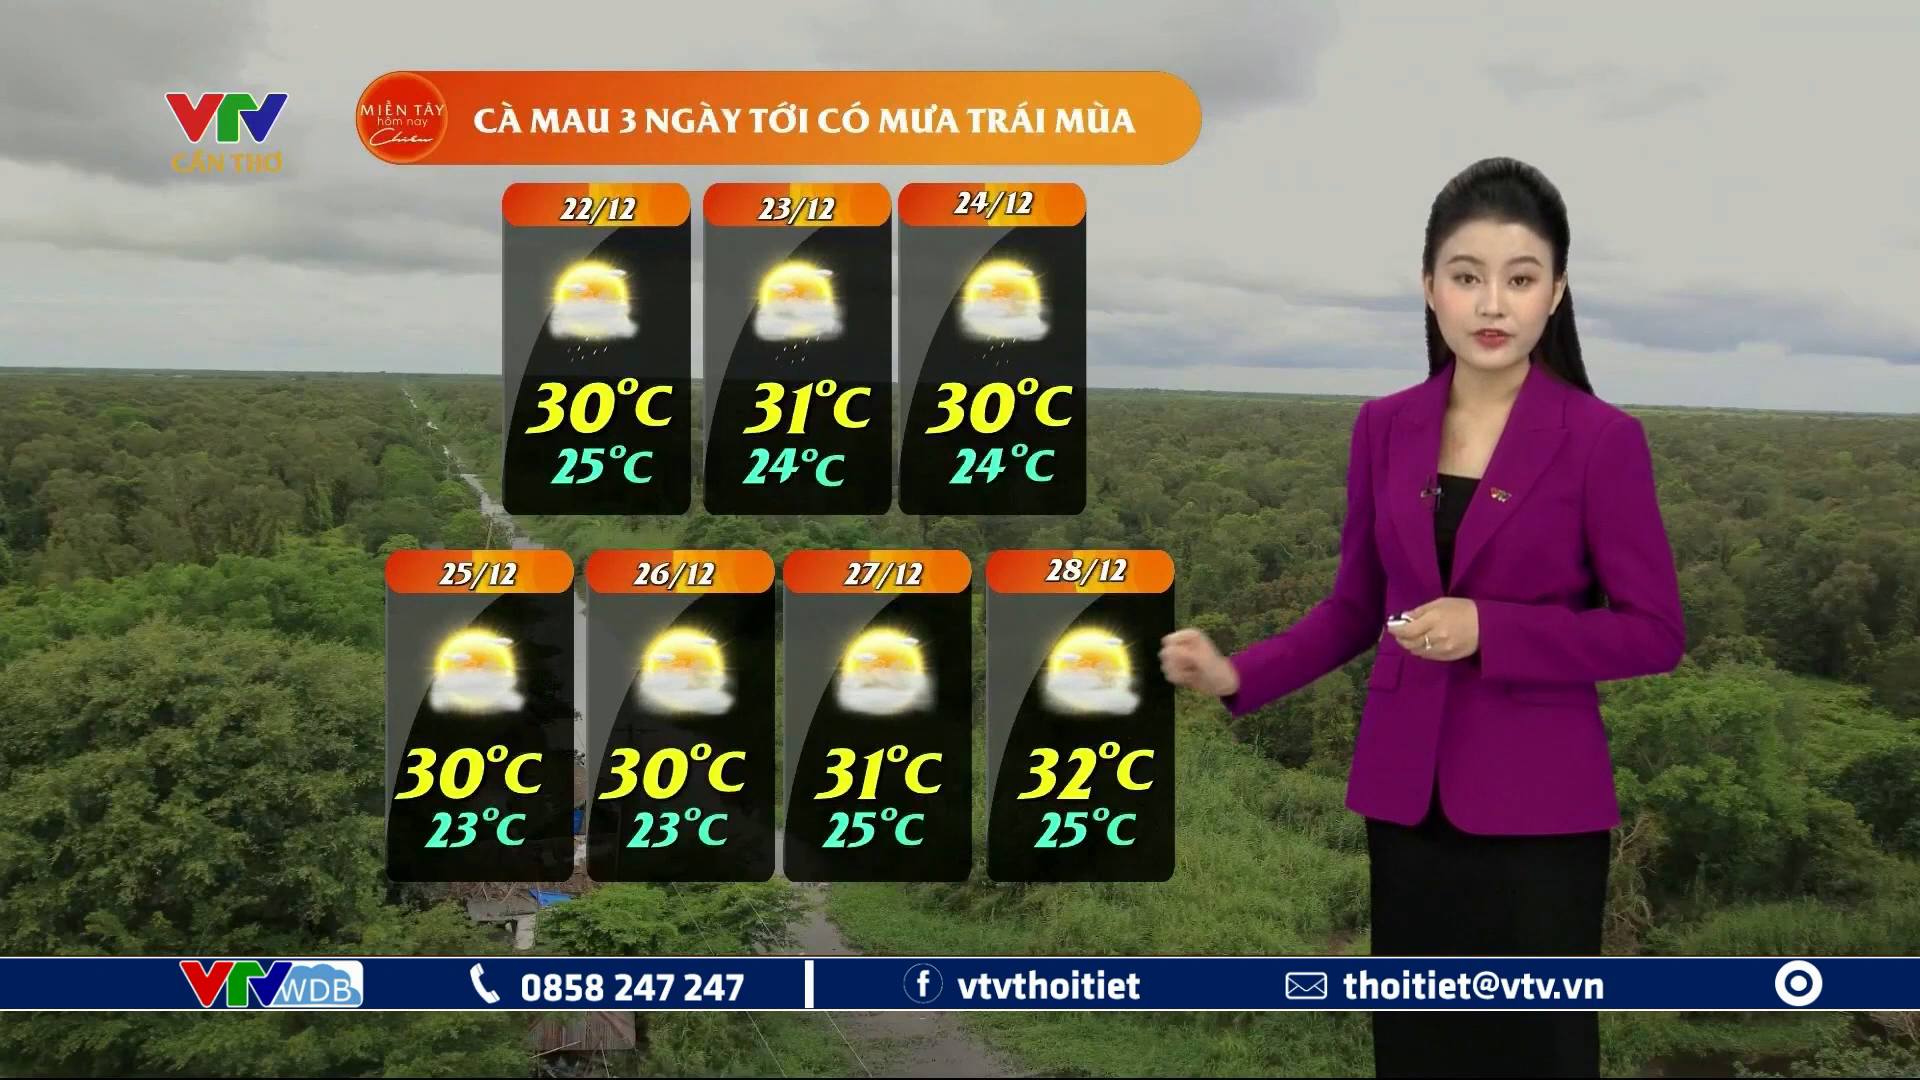 VTV
CẦN THƠ
MIỀN TÂY
hôm nay
Chiều
CÀ MAU 3 NGÀY TỚI CÓ MƯA TRÁI MÙA
22/12
23/12
24/12
30°C
31°C
30°C
25°C
24°C
24°C
25/12
26/12
27/12
28/12
30°C
30°C
31°C
32°C
23°C
23°C
25°C
25°C
VTV
VTV WDB
0858 247 247
vtvthoitiet
thoitiet@vtv.vn